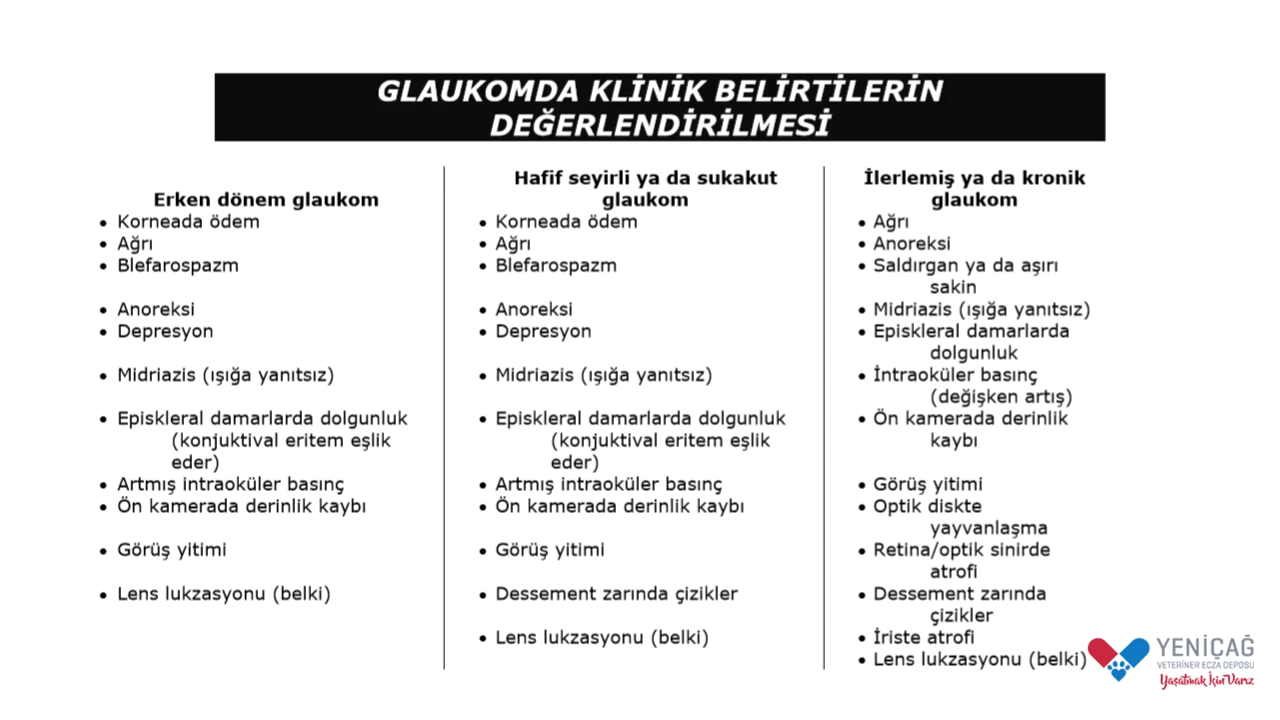 GLAUKOMDA KLİNİK BELİRTİLERİN
DEĞERLENDİRİLMESİ
Erken dönem glaukom
• Korneada ödem
• Ağrı
• Blefarospazm
• Anoreksi
• Depresyon
• Midriazis (ışığa yanıtsız)
• Episkleral damarlarda dolgunluk
(konjuktival eritem eşlik
eder)
• Artmış intraoküler basınç
• Ön kamerada derinlik kaybı
• Görüş yitimi
• Lens lukzasyonu (belki)
Hafif seyirli ya da sukakut
glaukom
• Korneada ödem
• Ağrı
• Blefarospazm
• Anoreksi
• Depresyon
• Midriazis (ışığa yanıtsız)
• Episkleral damarlarda dolgunluk
(konjuktival eritem eşlik
eder)
• Artmış intraoküler basınç
• Ön kamerada derinlik kaybı
• Görüş yitimi
• Dessement zarında çizikler
• Lens lukzasyonu (belki)
İlerlemiş ya da kronik
glaukom
• Ağrı
• Anoreksi
• Saldırgan ya da aşırı
sakin
• Midriazis (ışığa yanıtsız)
• Episkleral damarlarda
dolgunluk
• İntraoküler basınç
(değişken artış)
• Ön kamerada derinlik
kaybı
• Görüş yitimi
• Optik diskte
yayvanlaşma
• Retina/optik sinirde
atrofi
• Dessement zarında
çizikler
• İriste atrofi
• Lens lukzasyonu (belki)
YENİÇAĞ
VETERİNER ECZA DEPOSU
Yaşatmak İçin Varız